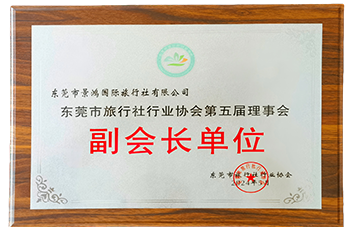 东莞市景鸿国际旅行社有限公司
东莞市旅行社行业协会第五届理事会
副会长单位
东莞市旅行社行业协会